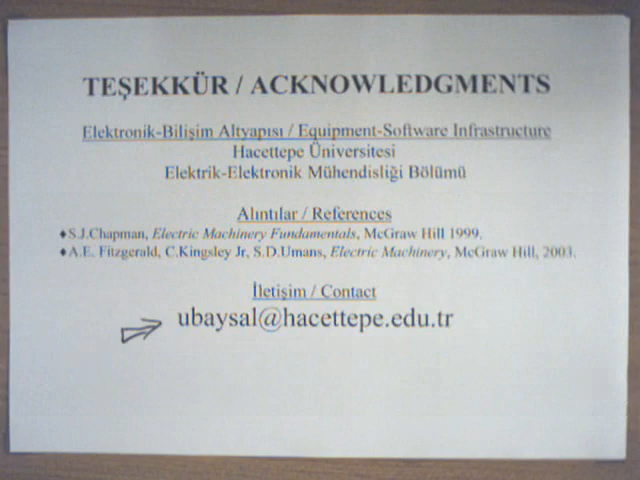 TEŞEKKÜR / ACKNOWLEDGMENTS
Elektronik-Bilişim Altyapısı / Equipment-Software Infrastructure
Hacettepe Üniversitesi
Elektrik-Elektronik Mühendisliği Bölümü
Alıntılar / References
♦S.J.Chapman, Electric Machinery Fundamentals, McGraw Hill 1999.
♦A.E. Fitzgerald, C.Kingsley Jr, S.D.Umans, Electric Machinery, McGraw Hill, 2003.
İletişim / Contact
ubaysal@hacettepe.edu.tr